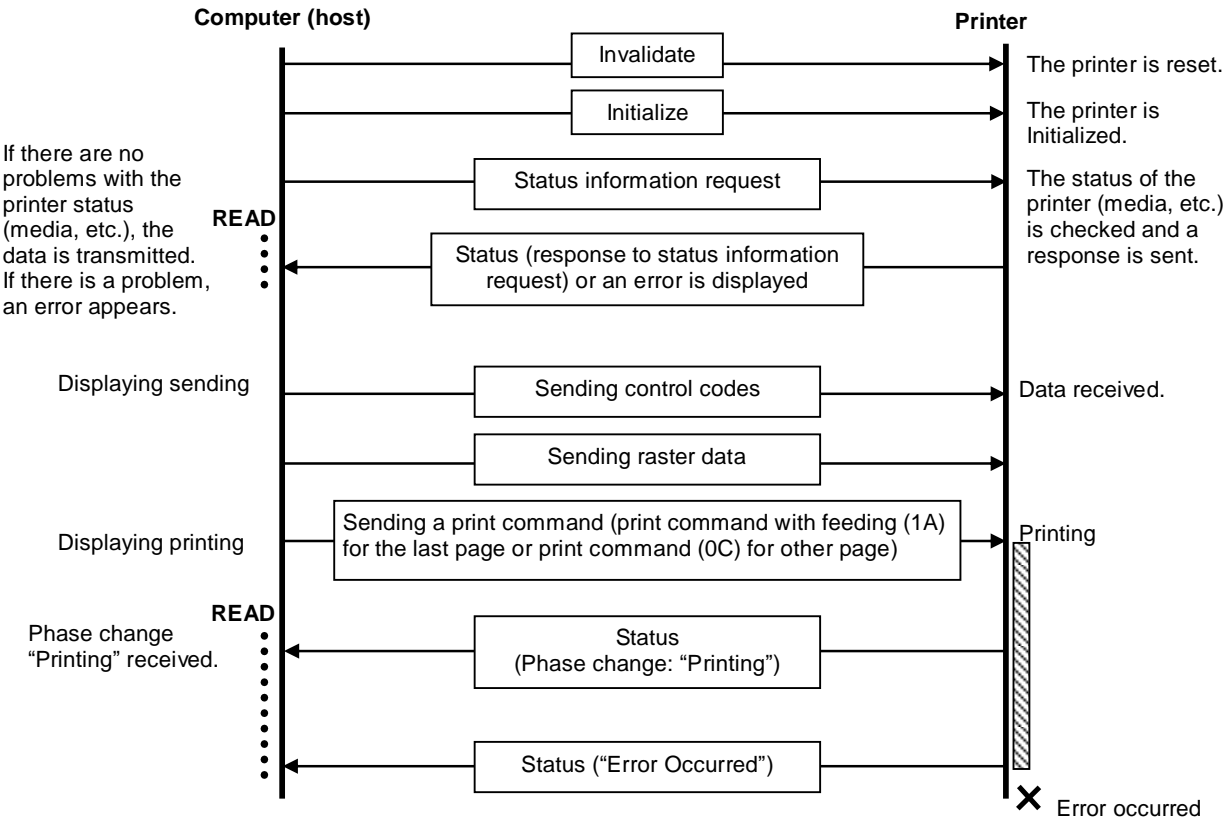 Computer (host)
Printer
Invalidate
The printer is reset.
Initialize
The printer is
Initialized.
If there are no
problems with the
printer status
(media, etc.), the
data is transmitted.
If there is a problem,
an error appears.
READ
Status information request
The status of the
printer (media, etc.)
is checked and a
response is sent.
Status (response to status information
request) or an error is displayed
Displaying sending
Sending control codes
Data received.
Sending raster data
Displaying printing
Sending a print command (print command with feeding (1A)
for the last page or print command (0C) for other page)
Printing
READ
Phase change
“Printing” received.
Status
(Phase change: “Printing”)
Status (“Error Occurred”)
Error occurred